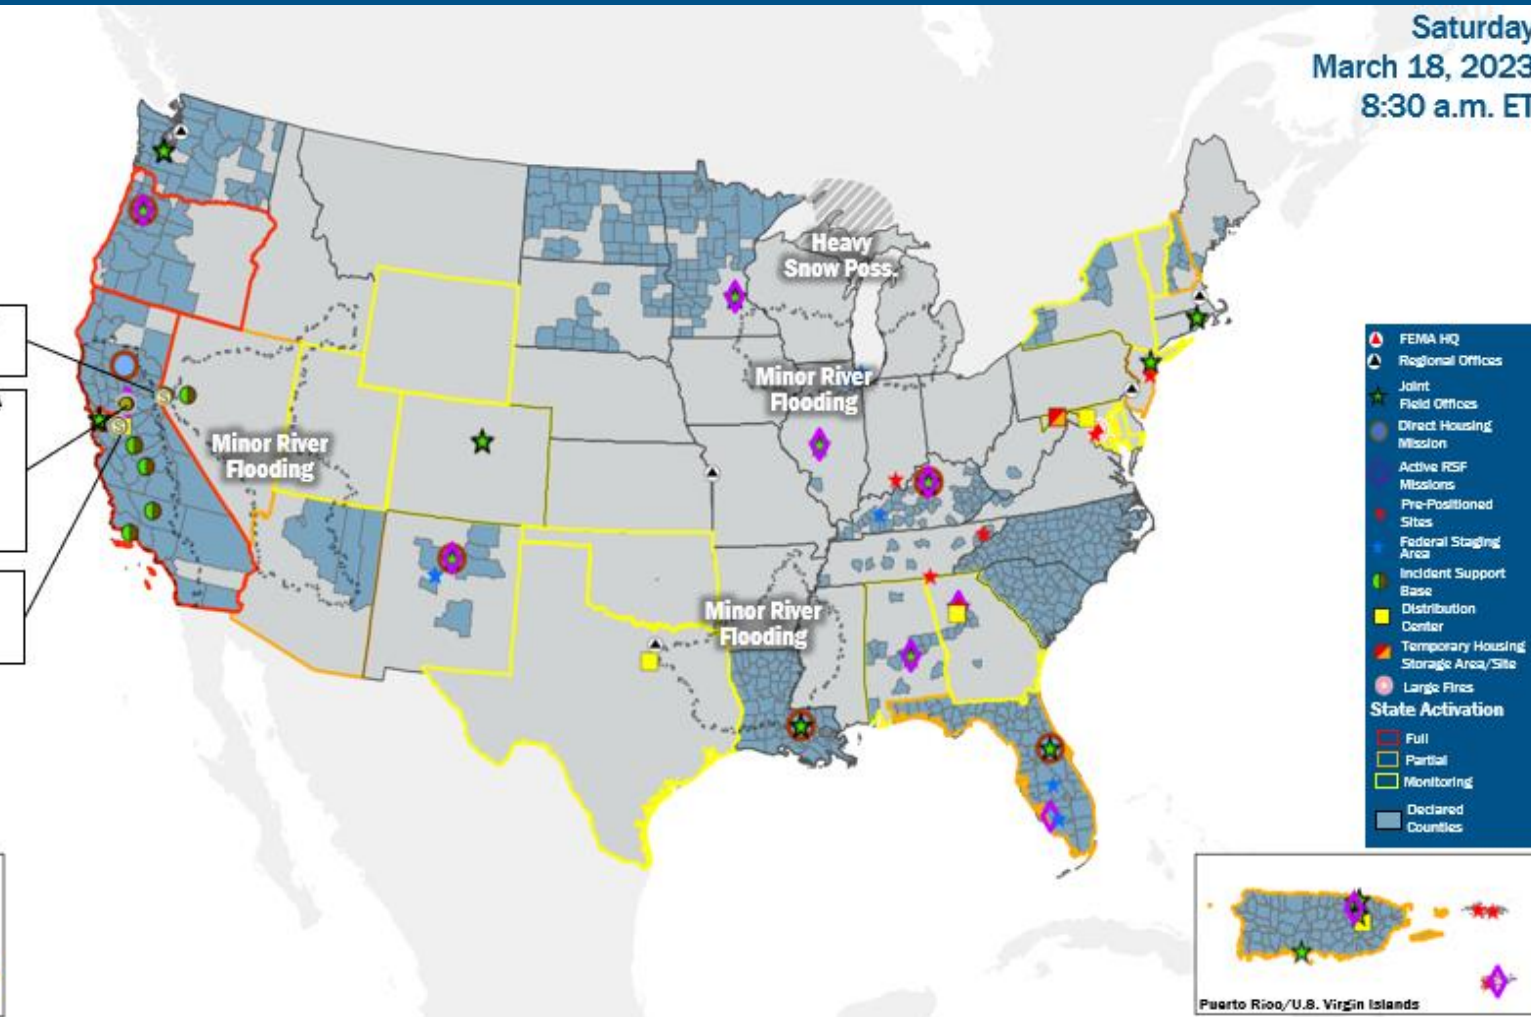 Saturday
March 18, 2023
8:30 a.m. ET
Heavy
Snow Poss.
Minor River
Flooding
Minor River
Flooding
Minor River
Flooding
S
S
FEMA HQ
Regional Offices
Joint
Field Offices
Direct Housing
Mission
Active RSF
Missions
Pre-Positioned
Sites
Federal Staging
Area
Incident Support
Base
Distribution
Center
Temporary Housing
Storage Area/Site
Large Fires
State Activation
Full
Partial
Monitoring
Declared
Counties
Puerto Rico/U.S. Virgin Islands